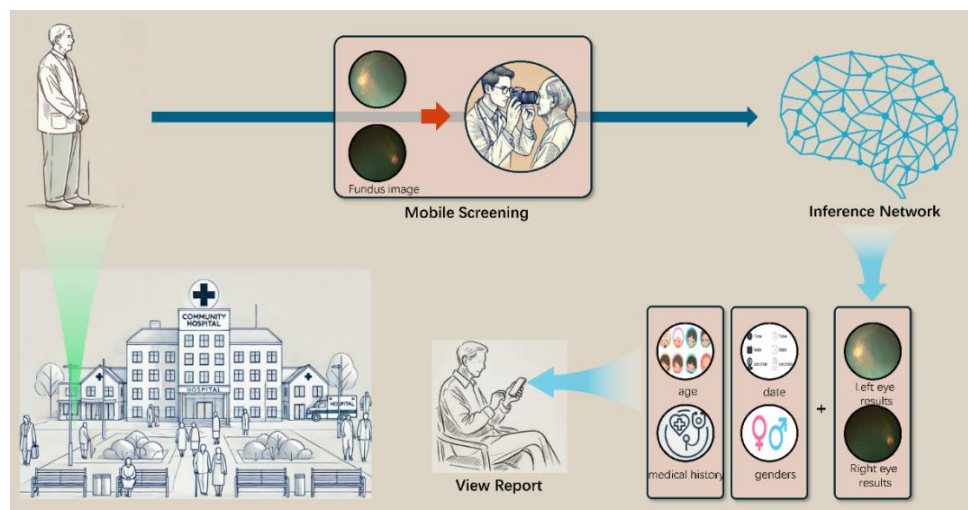 Fundus image
Mobile Screening
Inference Network
COMMUNITY
HOSPITAL
HOSPITAL
HOSPITAL
age
date
+
Left eye
results
medical history
genders
Right eye
results
View Report